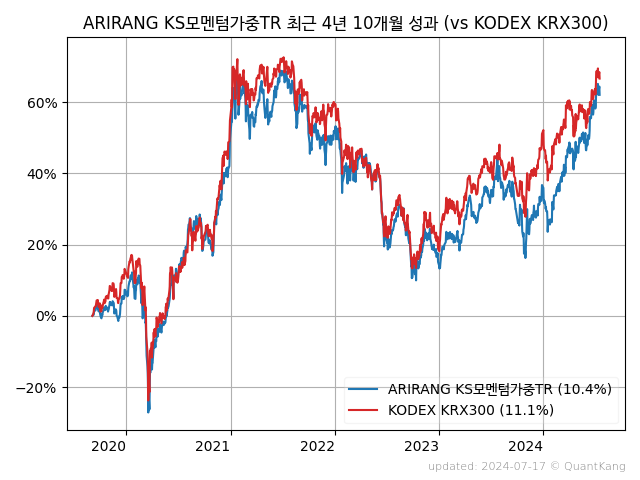 ARIRANG KS모멘텀가중TR 최근 4년 10개월 성과 (vs KODEX KRX300)
60%
40%
20%
0%
−20%
ARIRANG KS모멘텀가중TR (10.4%)
KODEX KRX300 (11.1%)
2020 2021 2022 2023 2024
updated: 2024-07-17 © QuantKang